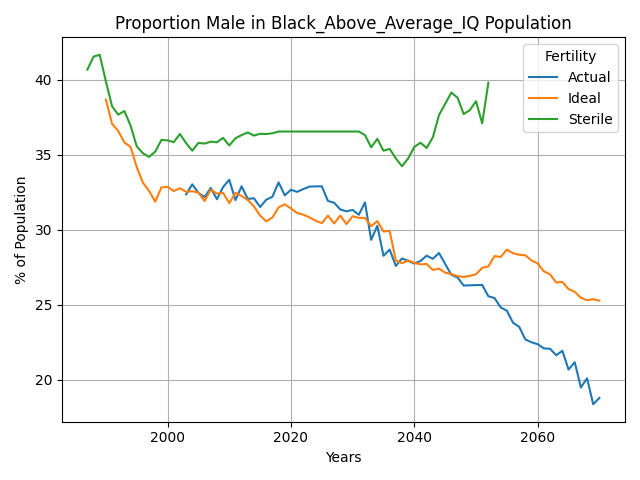 Proportion Male in Black_Above_Average_IQ Population
Fertility
Actual
Ideal
Sterile
% of Population
40
35
30
25
20
2000
2020
2040
2060
Years